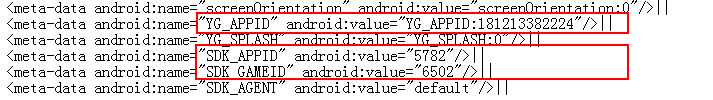 <meta-data android:name="screenOrientation" android:value="screenOrientation:0"/>||
<meta-data android:name="YG_APPID" android:value="YG_APPID:181213382224"/>||
<meta-data android:name="YG_SPLASH" android:value="YG_SPLASH:0"/>||
<meta-data android:name="SDK_APPID" android:value="5782"/>||
<meta-data android:name="SDK_GAMEID" android:value="6502"/>||
<meta-data android:name="SDK_AGENT" android:value="default"/>||